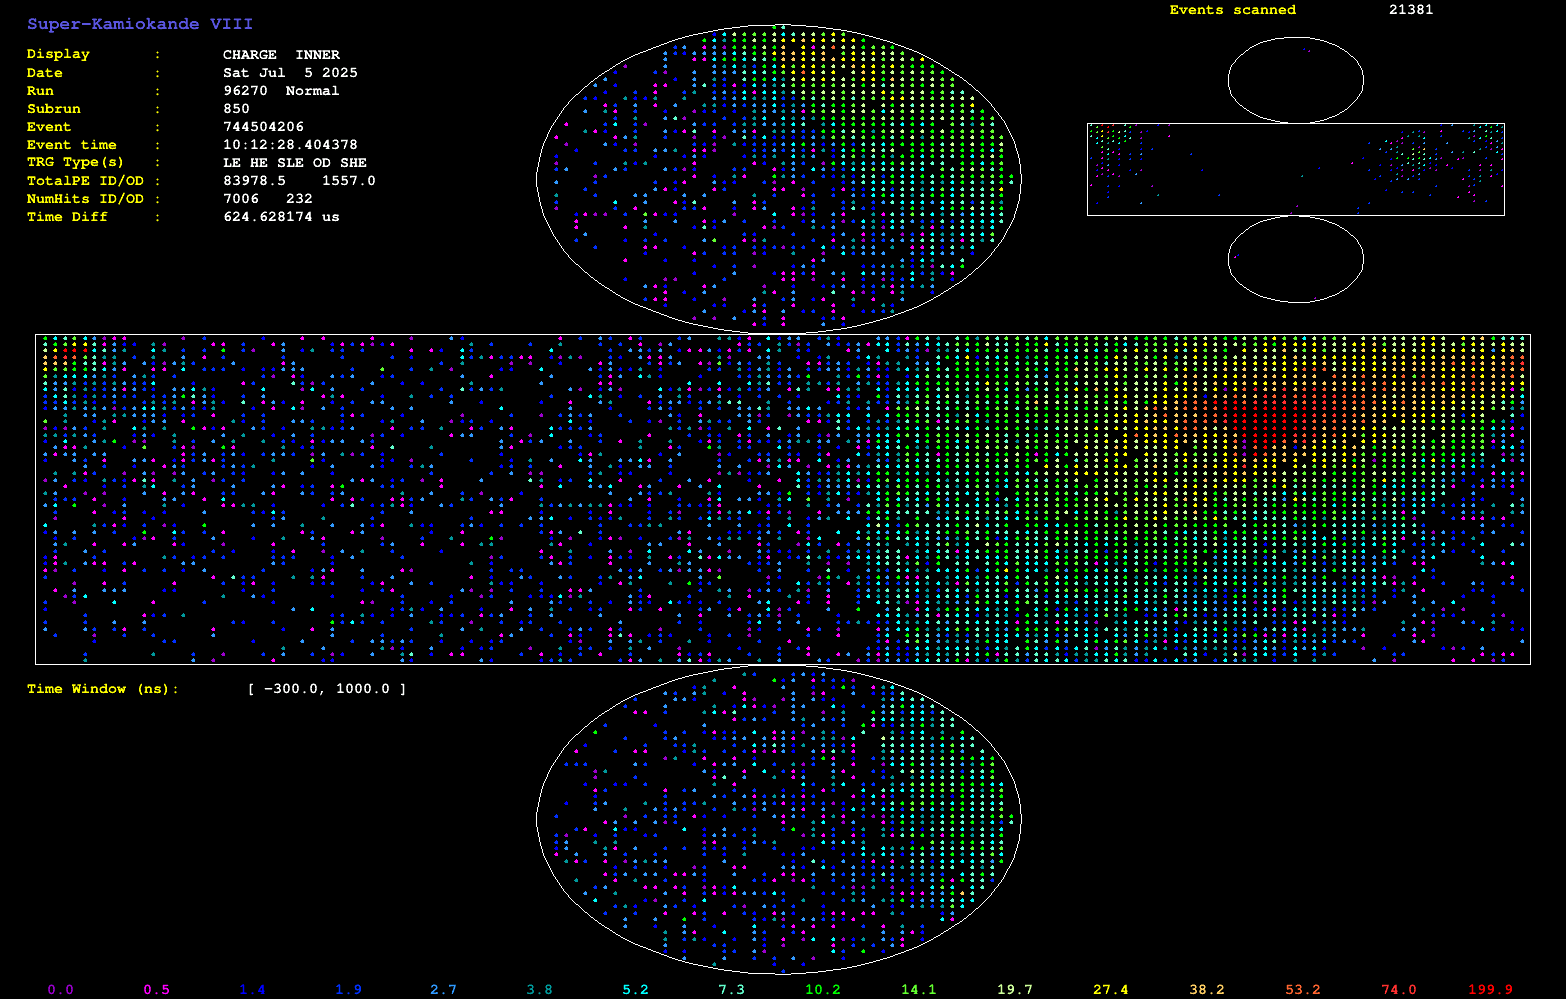 Super-Kamiokande VIII
Events scanned 21381
Display : CHARGE INNER
Date : Sat Jul 5 2025
Run : 96270 Normal
Subrun : 850
Event : 744504206
Event time : 10:12:28.404378
TRG Type(s) : LE HE SLE OD SHE
TotalPE ID/OD : 83978.5 1557.0
NumHits ID/OD : 7006 232
Time Diff : 624.628174 us
Time Window (ns): [ -300.0, 1000.0 ]
0.0 0.5 1.4 1.9 2.7 3.8 5.2 7.3 10.2 14.1 19.7 27.4 38.2 53.2 74.0 199.9